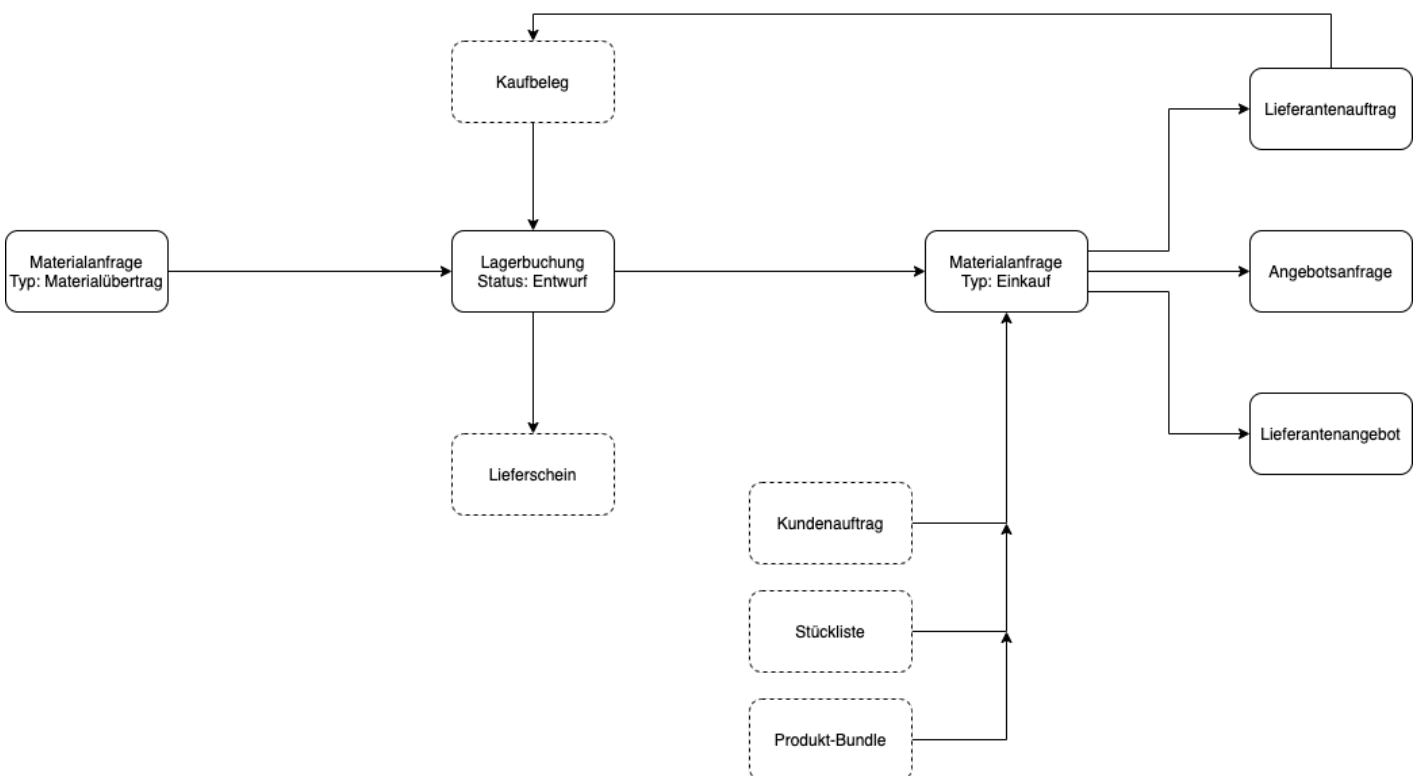 Kaufbeleg
Lieferantenauftrag
Materialanfrage
Typ: Materialübertrag
Lagerbuchung
Status: Entwurf
Materialanfrage
Typ: Einkauf
Angebotsanfrage
Lieferantenangebot
Lieferschein
Kundenauftrag
Stückliste
Produkt-Bundle